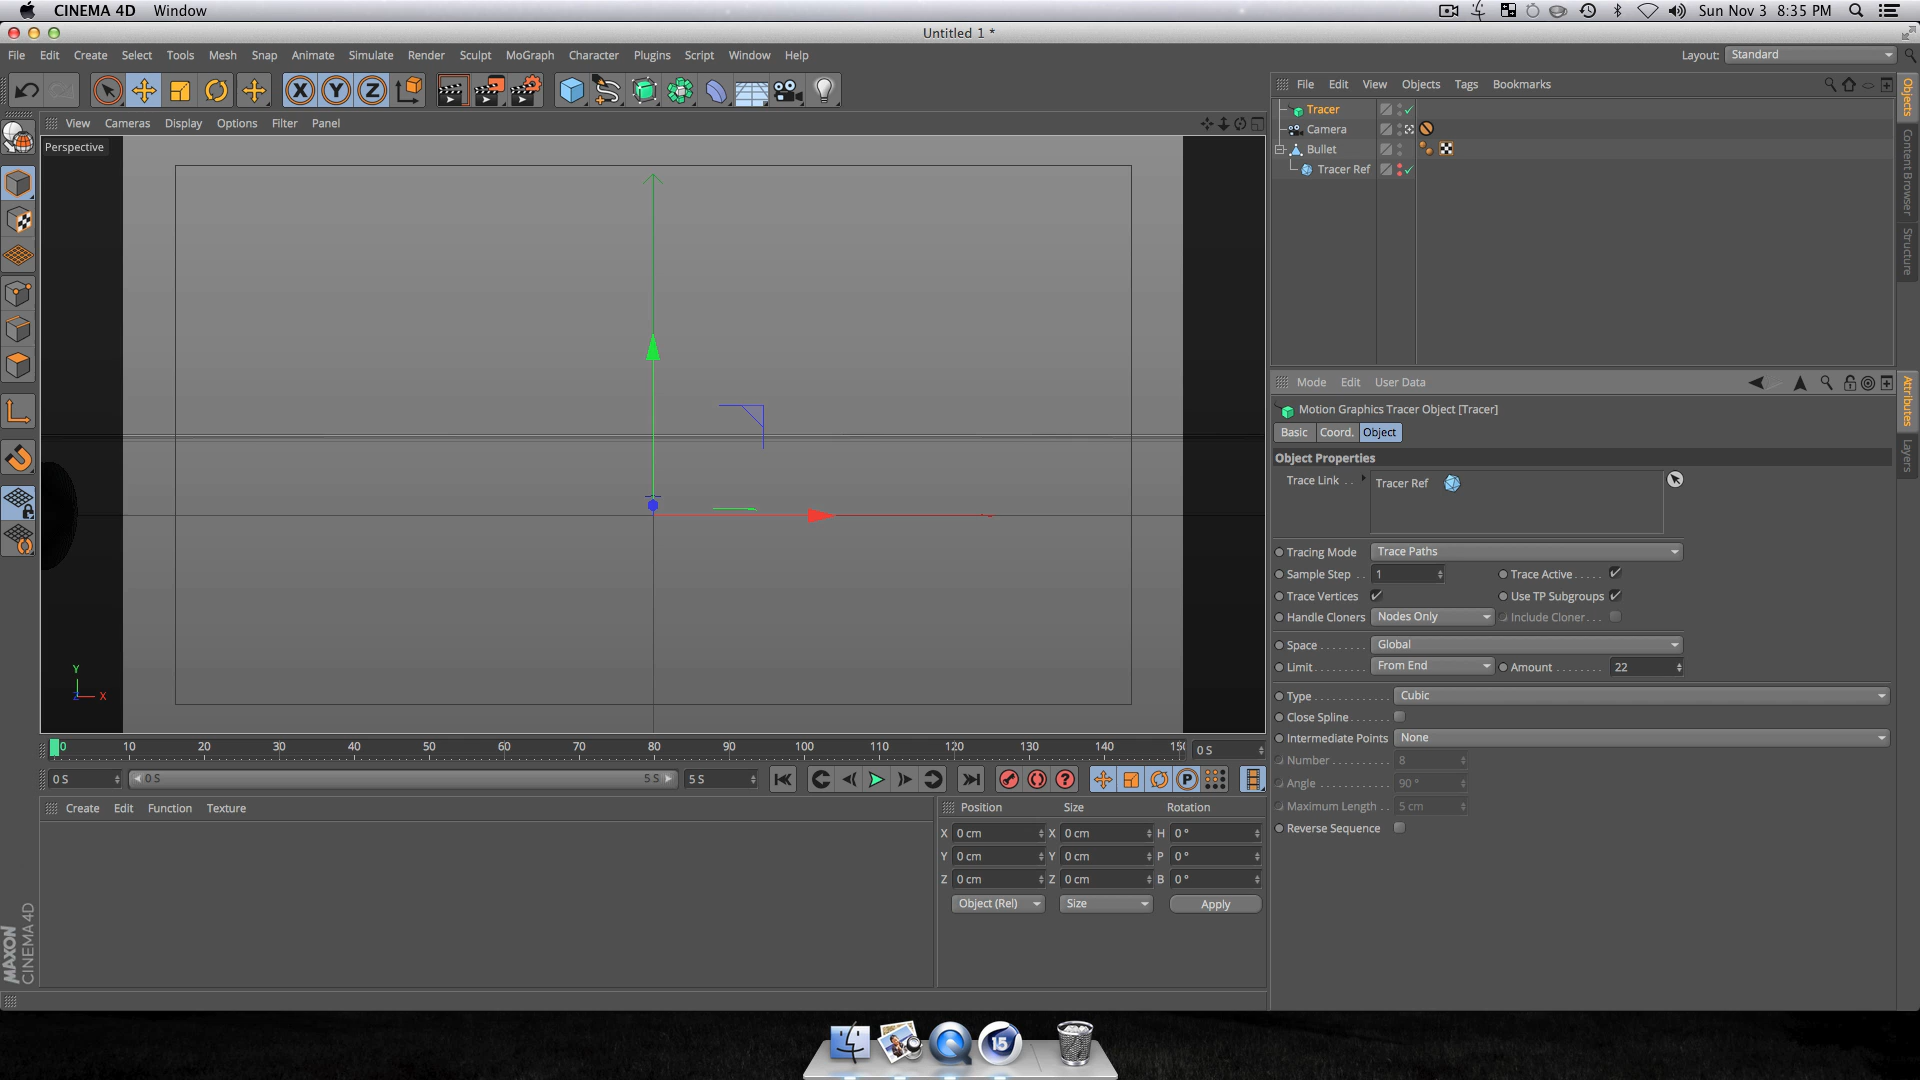 CINEMA 4D Window Sun Nov 3 8:35 PM
Untitled 1 *
File Edit Create Select Tools Mesh Snap Animate Simulate Render Sculpt MoGraph Character Plugins Script Window Help Layout: Standard
X Y Z
File Edit View Objects Tags Bookmarks
Objects
Content Browser
Structure
Tracer
Camera
Bullet
Tracer Ref
View Cameras Display Options Filter Panel
Perspective
Y
Z X
Mode Edit User Data
Attributes
Layers
Motion Graphics Tracer Object [Tracer]
Basic Coord. Object
Object Properties
Trace Link . . Tracer Ref
Tracing Mode Trace Paths
Sample Step . . 1 Trace Active . . . . .
Trace Vertices Use TP Subgroups
Handle Cloners Nodes Only Include Cloner . . .
Space . . . . . . . Global
Limit . . . . . . . . From End Amount . . . . . . . . 22
Type . . . . . . . . . . . . Cubic
Close Spline . . . . . . .
Intermediate Points None
Number . . . . . . . . . 8
Angle . . . . . . . . . . . 90 °
Maximum Length . . 5 cm
Reverse Sequence
0 10 20 30 40 50 60 70 80 90 100 110 120 130 140 150 0 S
0 S 0 S 5 S 5 S P
Create Edit Function Texture
Position Size Rotation
X 0 cm X 0 cm H 0 °
Y 0 cm Y 0 cm P 0 °
Z 0 cm Z 0 cm B 0 °
Object (Rel) Size Apply
MAXON
CINEMA 4D
15